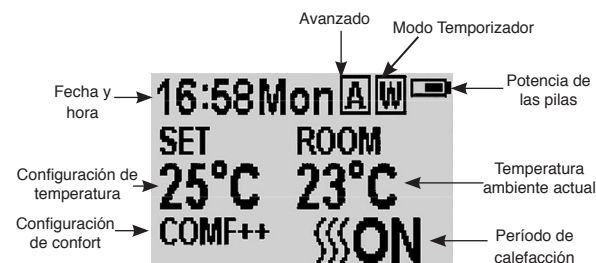 Avanzado
Modo Temporizador
Fecha y
hora
16:58Mon A W
Potencia de
las pilas
SET ROOM
Configuración de
temperatura
25°C 23°C
Temperatura
ambiente actual
Configuración
de confort
COMF++ ON
Período de
calefacción